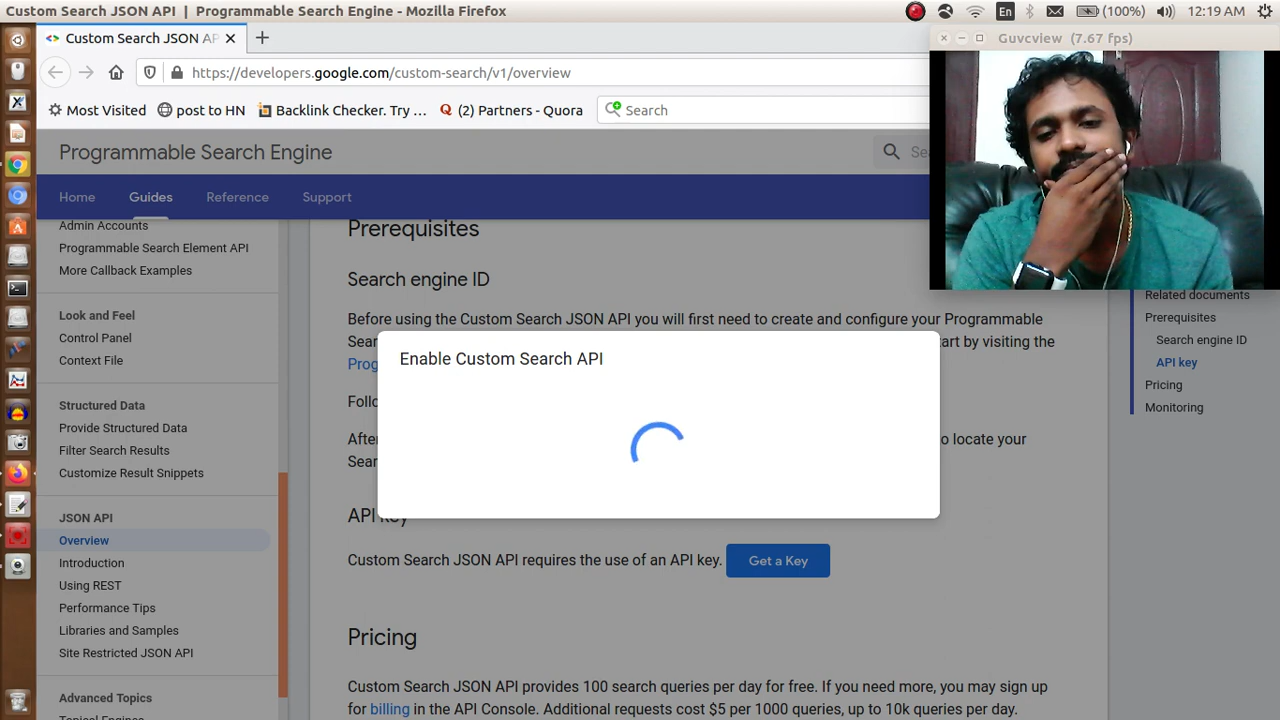 Custom Search JSON API | Programmable Search Engine - Mozilla Firefox
En
(100%)
12:19 AM
Custom Search JSON AP
Guvcview (7.67 fps)
https://developers.google.com/custom-search/v1/overview
Most Visited
post to HN
Backlink Checker. Try ...
(2) Partners - Quora
Search
Programmable Search Engine
Home
Guides
Reference
Support
Admin Accounts
Programmable Search Element API
More Callback Examples
Look and Feel
Control Panel
Context File
Structured Data
Provide Structured Data
Filter Search Results
Customize Result Snippets
JSON API
Overview
Introduction
Using REST
Performance Tips
Libraries and Samples
Site Restricted JSON API
Advanced Topics
Prerequisites
Search engine ID
Before using the Custom Search JSON API you will first need to create and configure your Programmable
start by visiting the
Enable Custom Search API
to locate your
API key
Custom Search JSON API requires the use of an API key. Get a Key
Pricing
Custom Search JSON API provides 100 search queries per day for free. If you need more, you may sign up
for billing in the API Console. Additional requests cost $5 per 1000 queries, up to 10k queries per day.
Related documents
Prerequisites
Search engine ID
API key
Pricing
Monitoring